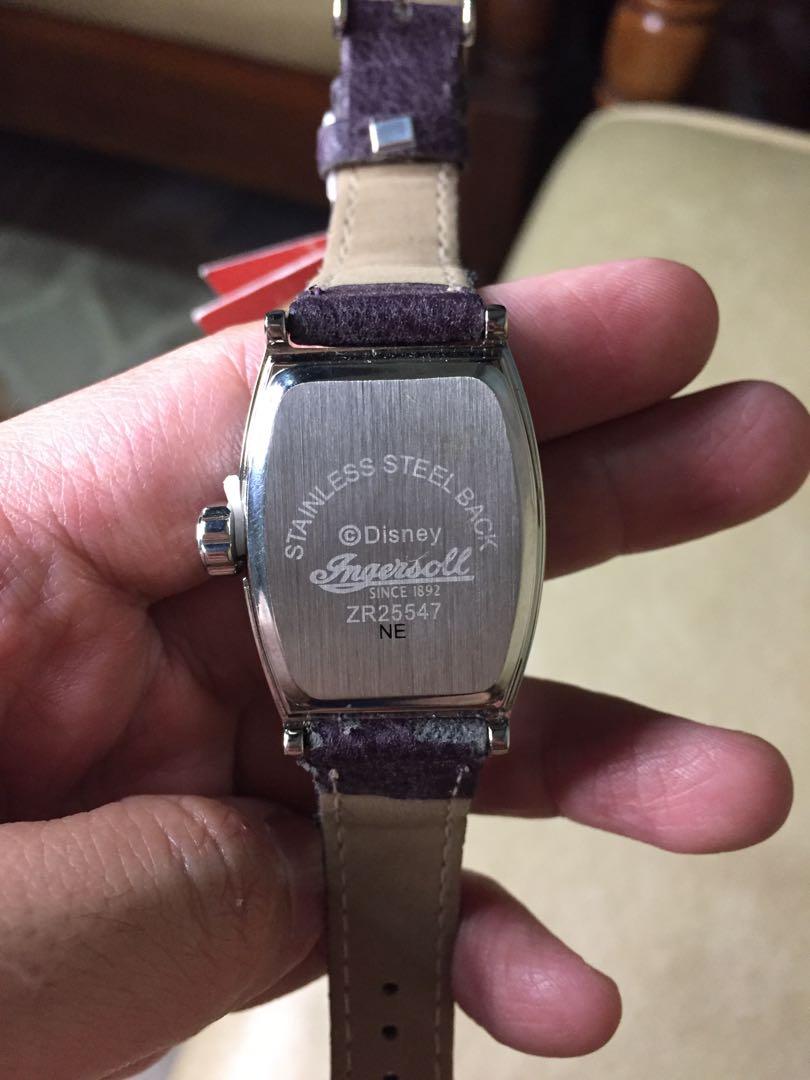 STAINLESS STEEL BACK
©Disney
Ingersoll
SINCE 1892
ZR25547
NE